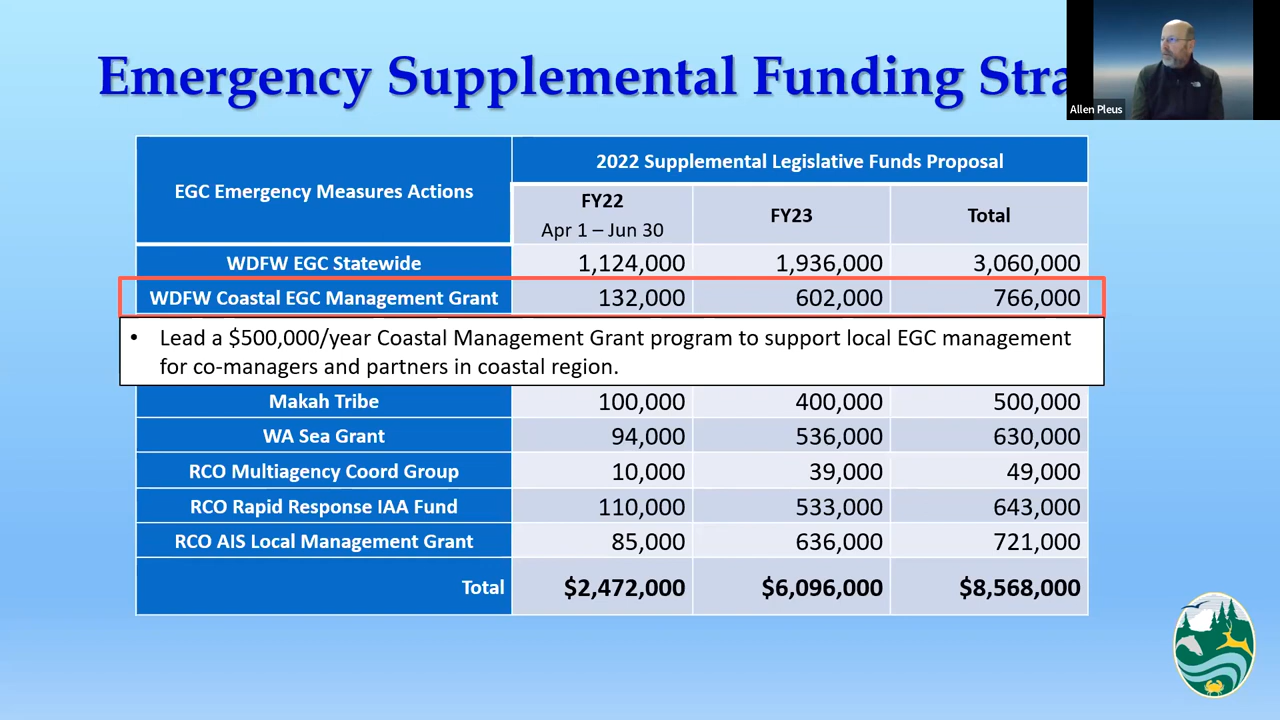 Emergency Supplemental Funding Stra
Allen Pleus
EGC Emergency Measures Actions
2022 Supplemental Legislative Funds Proposal
FY22
Apr 1 – Jun 30
FY23
Total
WDFW EGC Statewide 1,124,000 1,936,000 3,060,000
WDFW Coastal EGC Management Grant 132,000 602,000 766,000
• Lead a $500,000/year Coastal Management Grant program to support local EGC management
for co-managers and partners in coastal region.
Makah Tribe 100,000 400,000 500,000
WA Sea Grant 94,000 536,000 630,000
RCO Multiagency Coord Group 10,000 39,000 49,000
RCO Rapid Response IAA Fund 110,000 533,000 643,000
RCO AIS Local Management Grant 85,000 636,000 721,000
Total $2,472,000 $6,096,000 $8,568,000